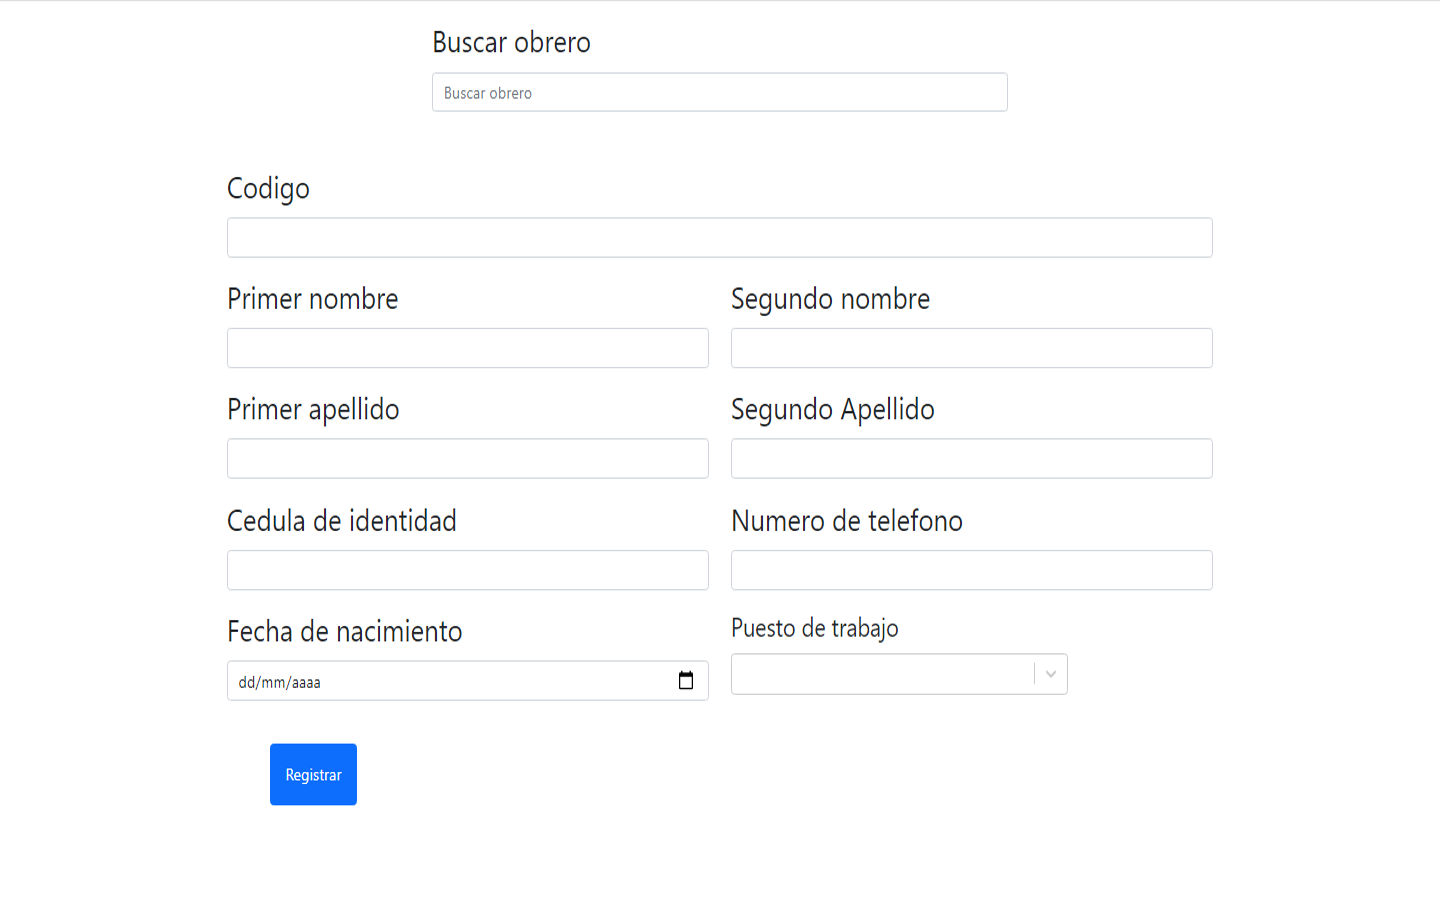 Buscar obrero
Buscar obrero
Codigo
Primer nombre
Segundo nombre
Primer apellido
Segundo Apellido
Cedula de identidad
Numero de telefono
Fecha de nacimiento
Puesto de trabajo
dd/mm/aaaa
Registrar